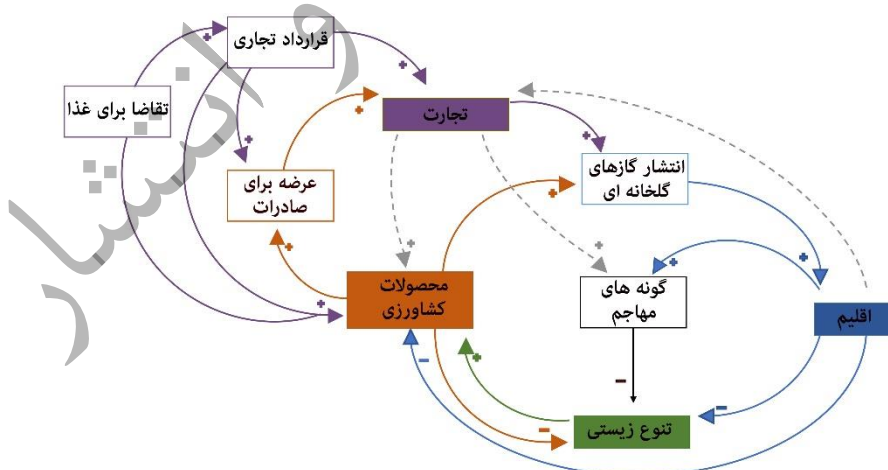 قرارداد تجاری
تقاضا برای غذا
تجارت
عرضه برای
صادرات
انتشار گازهای
گلخانه ای
محصولات
کشاورزی
گونه های
مهاجم
اقلیم
تنوع زیستی
و انتشار
+
+
+
+
+
+
+
+
+
+
+
+
−
−
−
−